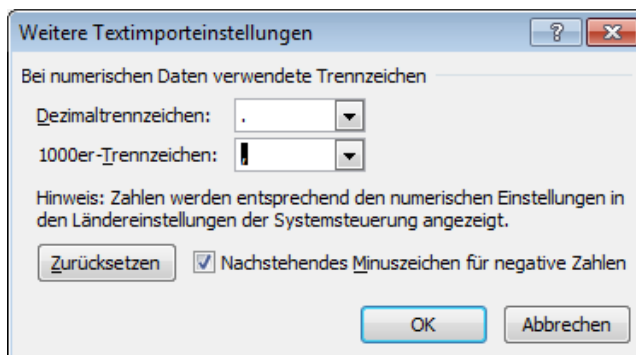 Weitere Textimporteinstellungen
Bei numerischen Daten verwendete Trennzeichen
Dezimaltrennzeichen: .
1000er-Trennzeichen: ,
Hinweis: Zahlen werden entsprechend den numerischen Einstellungen in
den Ländereinstellungen der Systemsteuerung angezeigt.
Zurücksetzen Nachstehendes Minuszeichen für negative Zahlen
OK Abbrechen